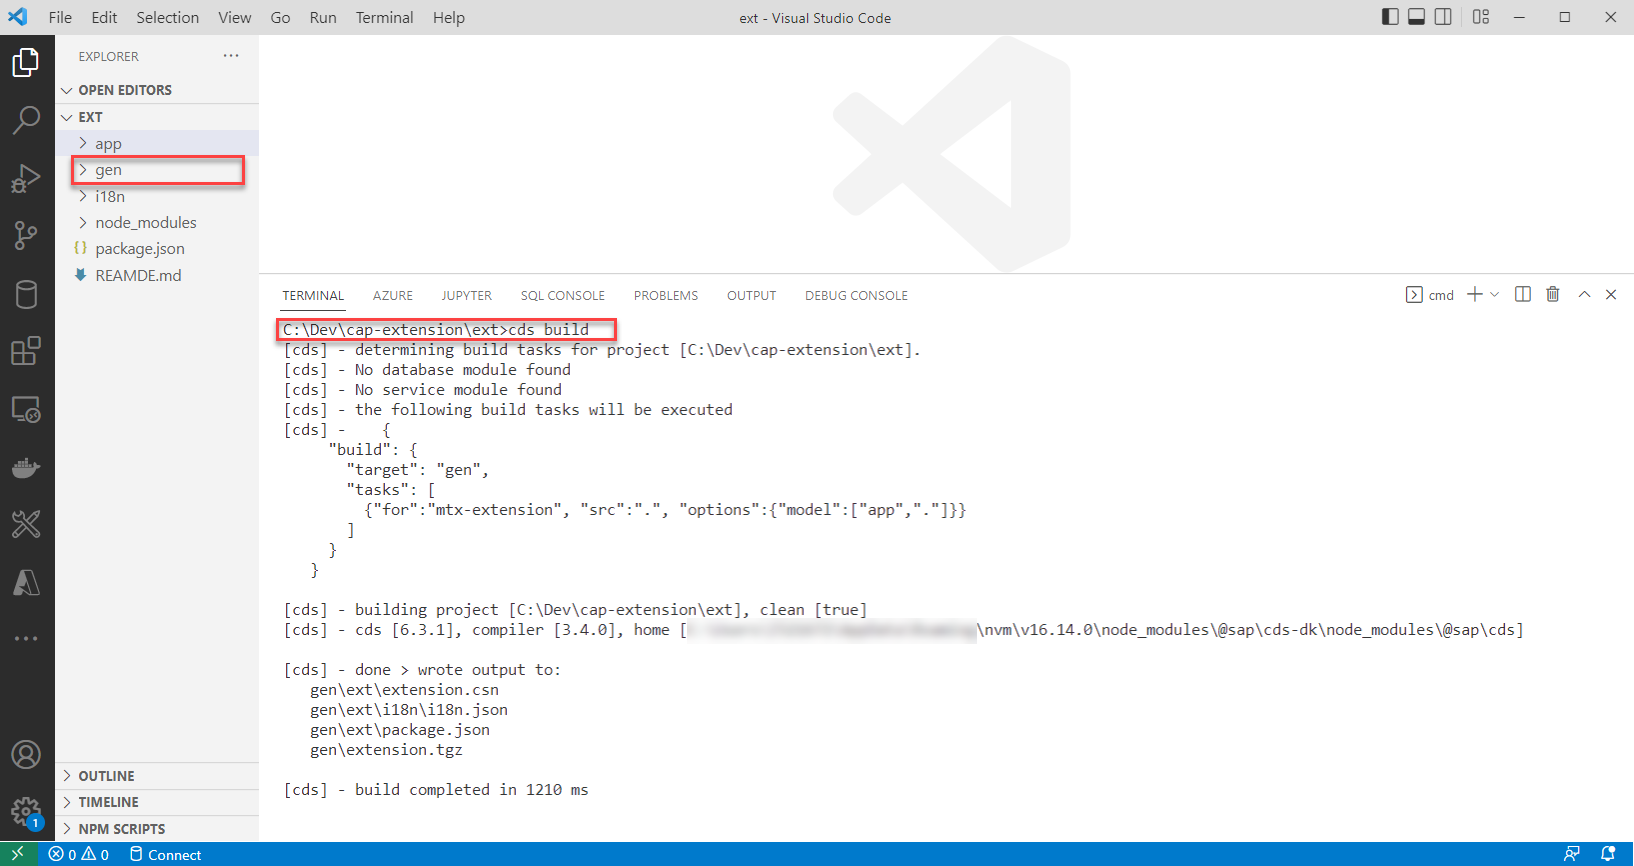 File Edit Selection View Go Run Terminal Help
ext - Visual Studio Code
EXPLORER
OPEN EDITORS
EXT
app
gen
i18n
node_modules
{} package.json
REAMDE.md
OUTLINE
TIMELINE
NPM SCRIPTS
TERMINAL AZURE JUPYTER SQL CONSOLE PROBLEMS OUTPUT DEBUG CONSOLE
cmd
C:\Dev\cap-extension\ext>cds build
[cds] - determining build tasks for project [C:\Dev\cap-extension\ext].
[cds] - No database module found
[cds] - No service module found
[cds] - the following build tasks will be executed
[cds] -    {
     "build": {
       "target": "gen",
       "tasks": [
         {"for":"mtx-extension", "src":".", "options":{"model":["app","."]}}
       ]
     }
   }
[cds] - building project [C:\Dev\cap-extension\ext], clean [true]
[cds] - cds [6.3.1], compiler [3.4.0], home [\nvm\v16.14.0\node_modules\@sap\cds-dk\node_modules\@sap\cds]
[cds] - done > wrote output to:
   gen\ext\extension.csn
   gen\ext\i18n\i18n.json
   gen\ext\package.json
   gen\extension.tgz
[cds] - build completed in 1210 ms
1
0 0 Connect